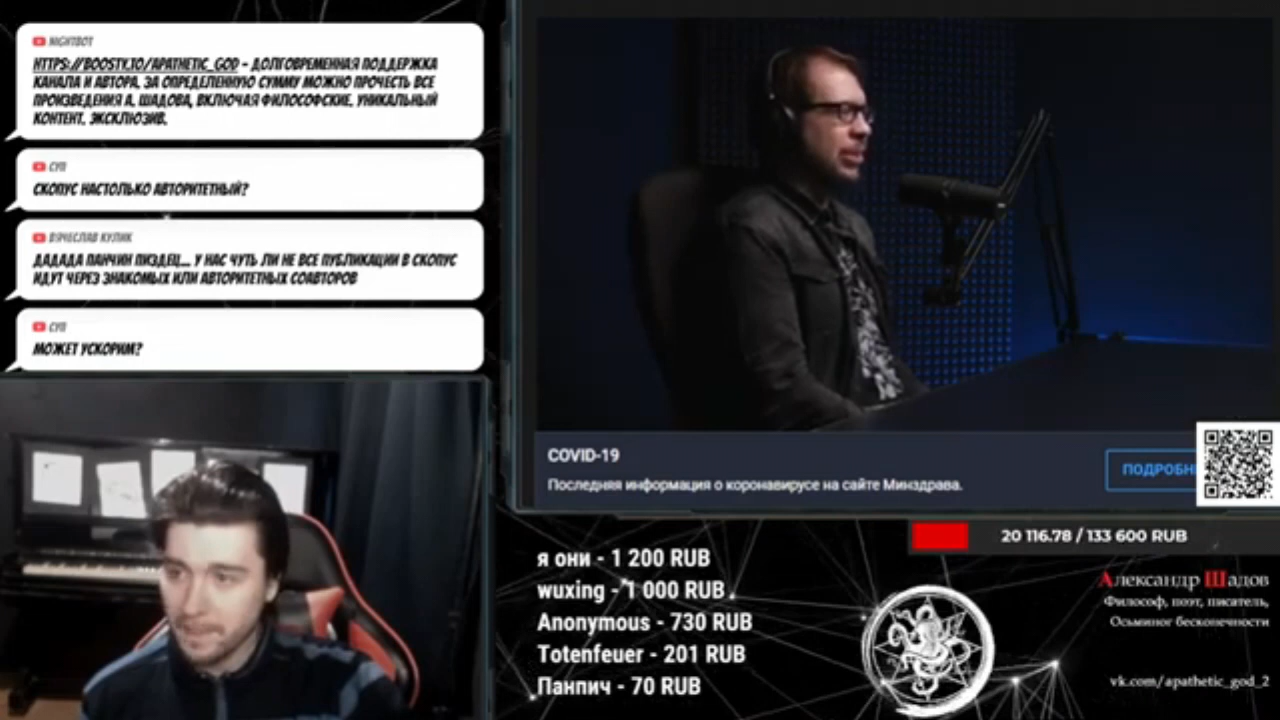 NIGHTBOT
HTTPS://BOOSTY.TO/APATHETIC_GOD - ДОЛГОВРЕМЕННАЯ ПОДДЕРЖКА
КАНАЛА И АВТОРА. ЗА ОПРЕДЕЛЕННУЮ СУММУ МОЖНО ПРОЧЕСТЬ ВСЕ
ПРОИЗВЕДЕНИЯ А. ШАДОВА, ВКЛЮЧАЯ ФИЛОСОФСКИЕ, УНИКАЛЬНЫЙ
КОНТЕНТ, ЭКСКЛЮЗИВ.
СУП
СКОПУС НАСТОЛЬКО АВТОРИТЕТНЫЙ?
ВЯЧЕСЛАВ КУЛИК
ДАДАДА ПАНЧИН ПИЗДЕЦ... У НАС ЧУТЬ ЛИ НЕ ВСЕ ПУБЛИКАЦИИ В СКОПУС
ИДУТ ЧЕРЕЗ ЗНАКОМЫХ ИЛИ АВТОРИТЕТНЫХ СОАВТОРОВ
СУП
МОЖЕТ УСКОРИМ?
COVID-19
Последняя информация о коронавирусе на сайте Минздрава.
ПОДРОБН
20 116.78 / 133 600 RUB
я они - 1 200 RUB
wuxing - 1 000 RUB
Anonymous - 730 RUB
Totenfeuer - 201 RUB
Панпич - 70 RUB
Александр Шадов
Философ, поэт, писатель,
Осьминог бесконечности
vk.com/apathetic_god_2